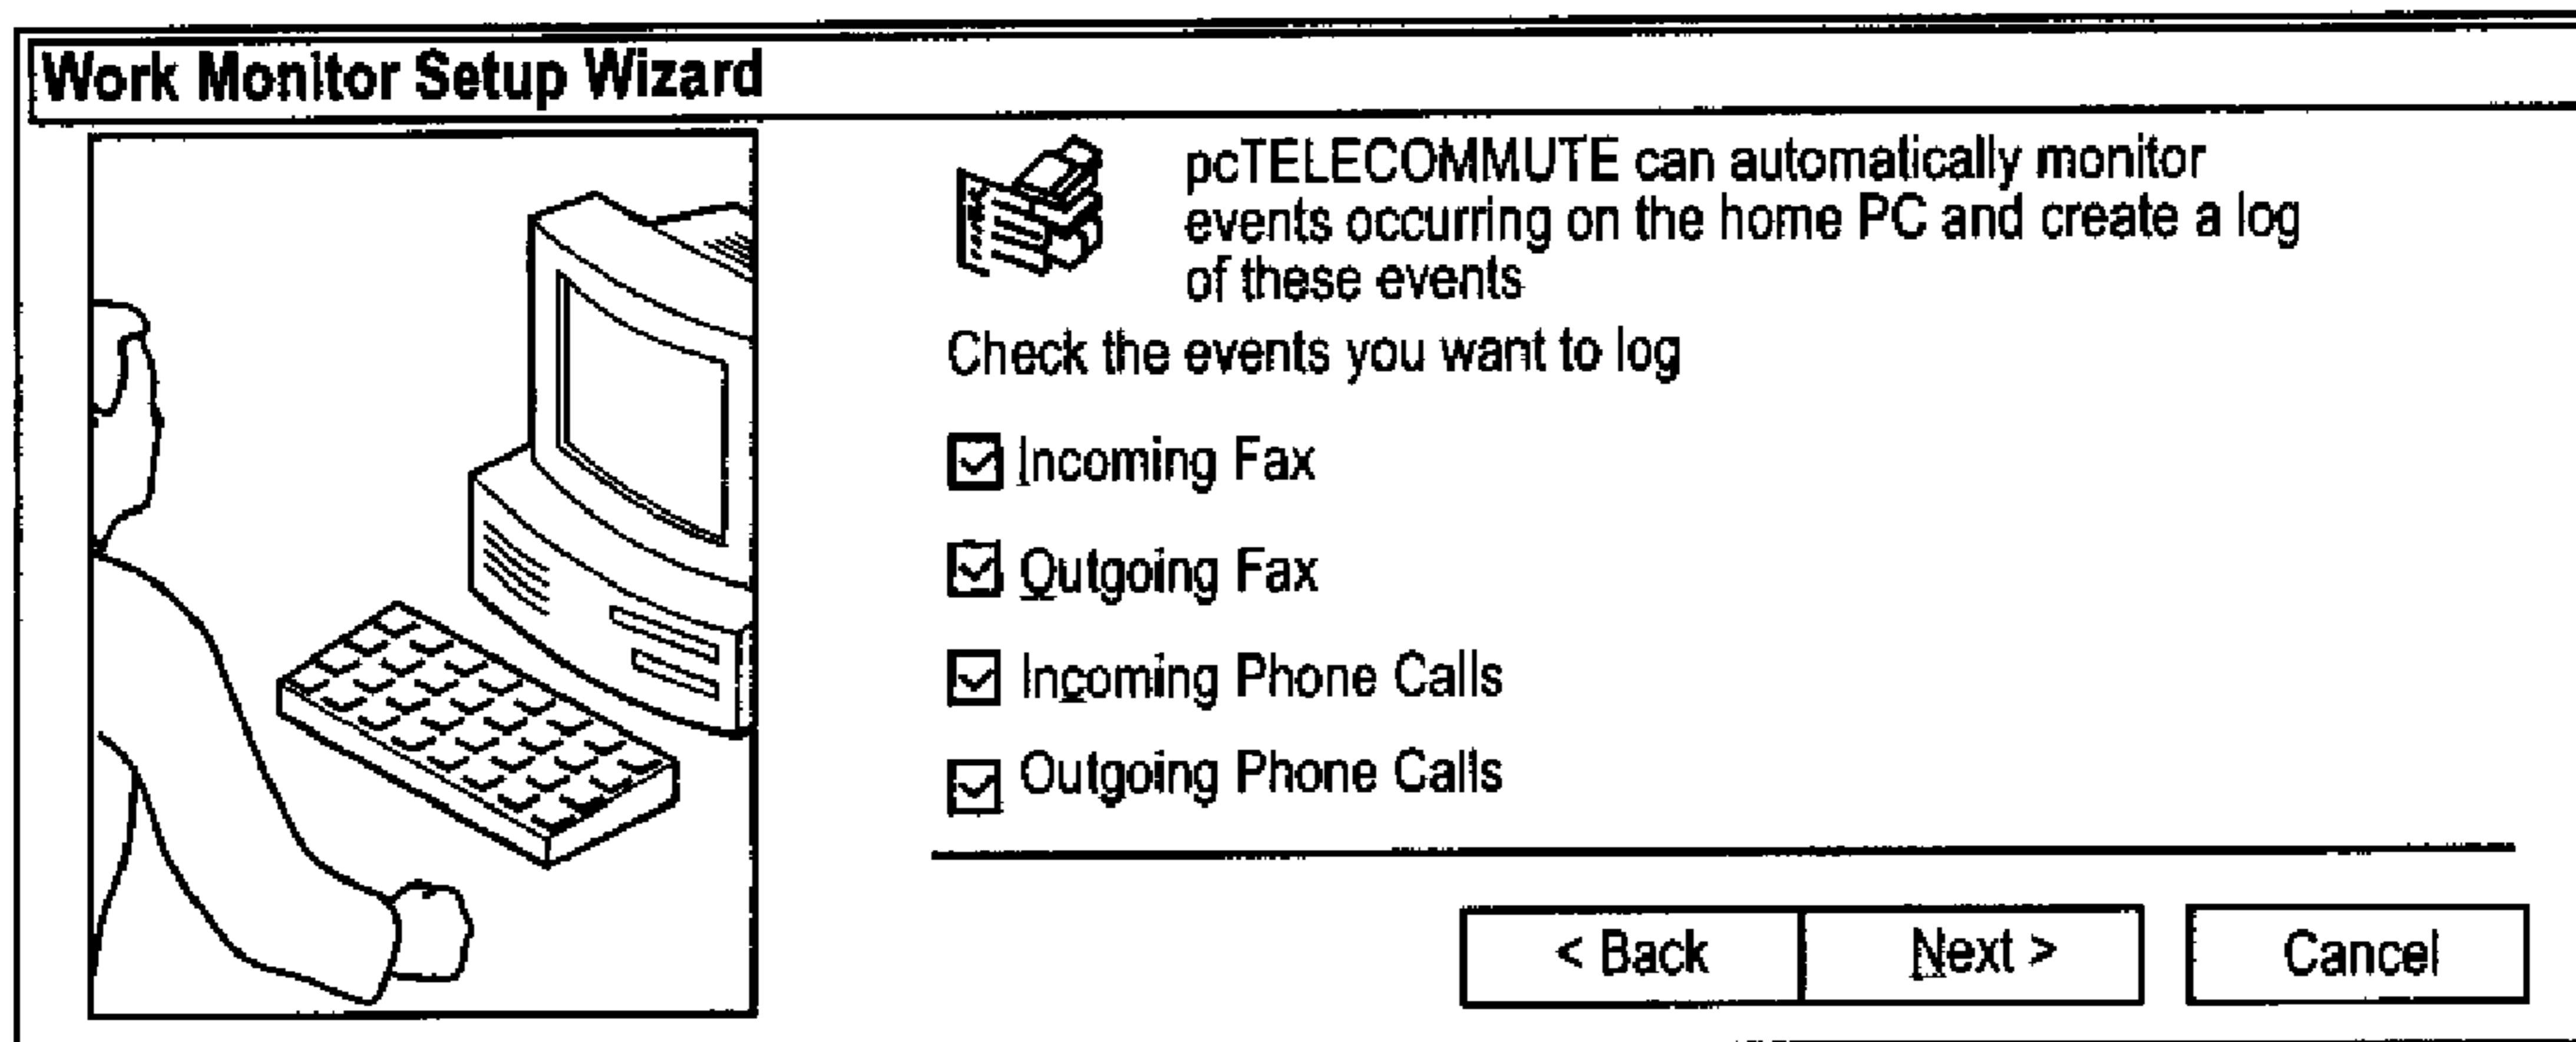 Work Monitor Setup Wizard
pcTELECOMMUTE can automatically monitor
events occurring on the home PC and create a log
of these events
Check the events you want to log
Incoming Fax
Outgoing Fax
Incoming Phone Calls
Outgoing Phone Calls
< Back Next > Cancel